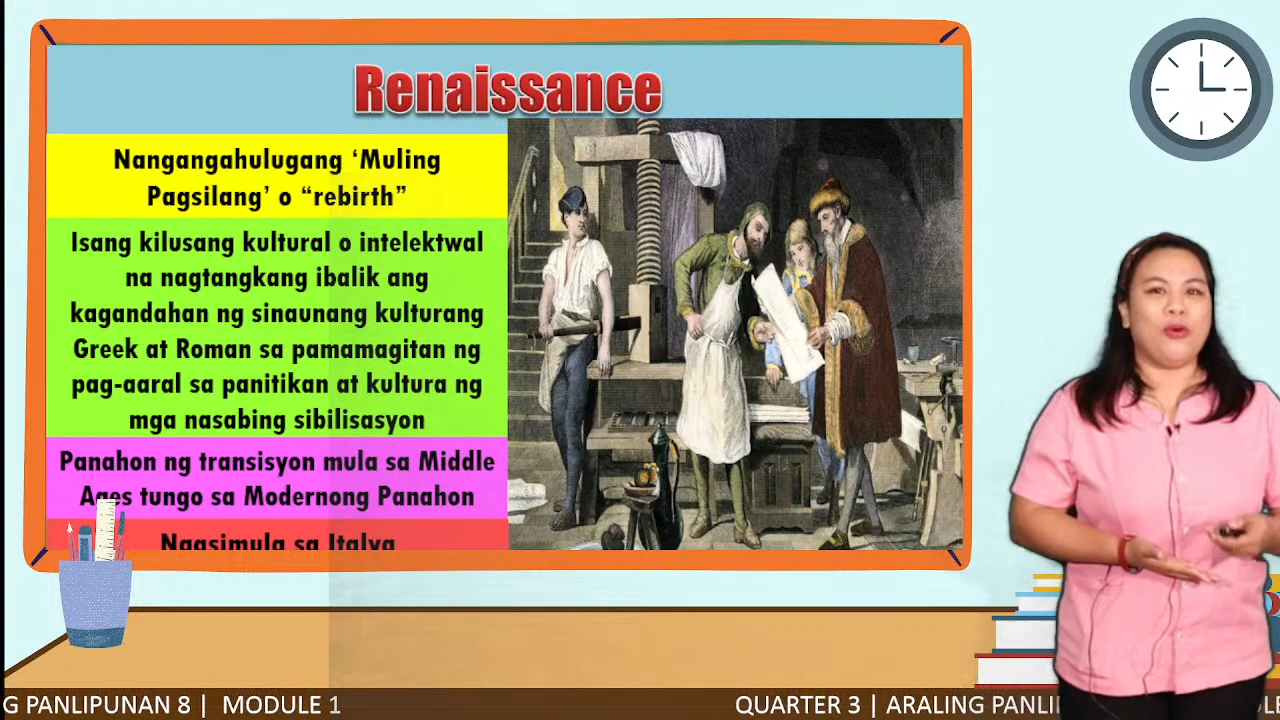 Renaissance
Nangangahulugang ‘Muling
Pagsilang’ o “rebirth”
Isang kilusang kultural o intelektwal
na nagtangkang ibalik ang
kagandahan ng sinaunang kulturang
Greek at Roman sa pamamagitan ng
pag-aaral sa panitikan at kultura ng
mga nasabing sibilisasyon
Panahon ng transisyon mula sa Middle
Ages tungo sa Modernong Panahon
Nagsimula sa Italya
G PANLIPUNAN 8 | MODULE 1 QUARTER 3 | ARALING PANLI